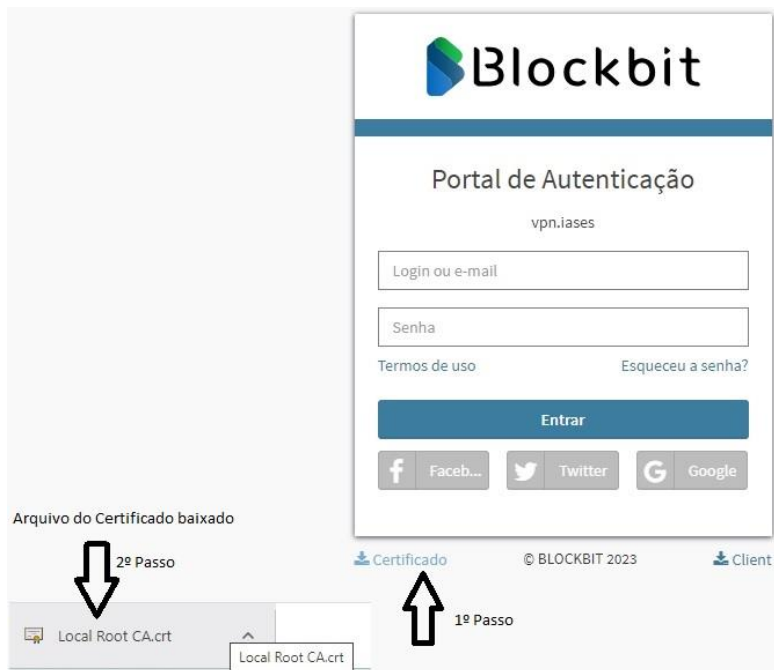 Blockbit
Portal de Autenticação
vpn.iases
Login ou e-mail
Senha
Termos de uso
Esqueceu a senha?
Entrar
Faceb...
Twitter
Google
Certificado
© BLOCKBIT 2023
Client
1º Passo
Arquivo do Certificado baixado
2º Passo
Local Root CA.crt
Local Root CA.crt